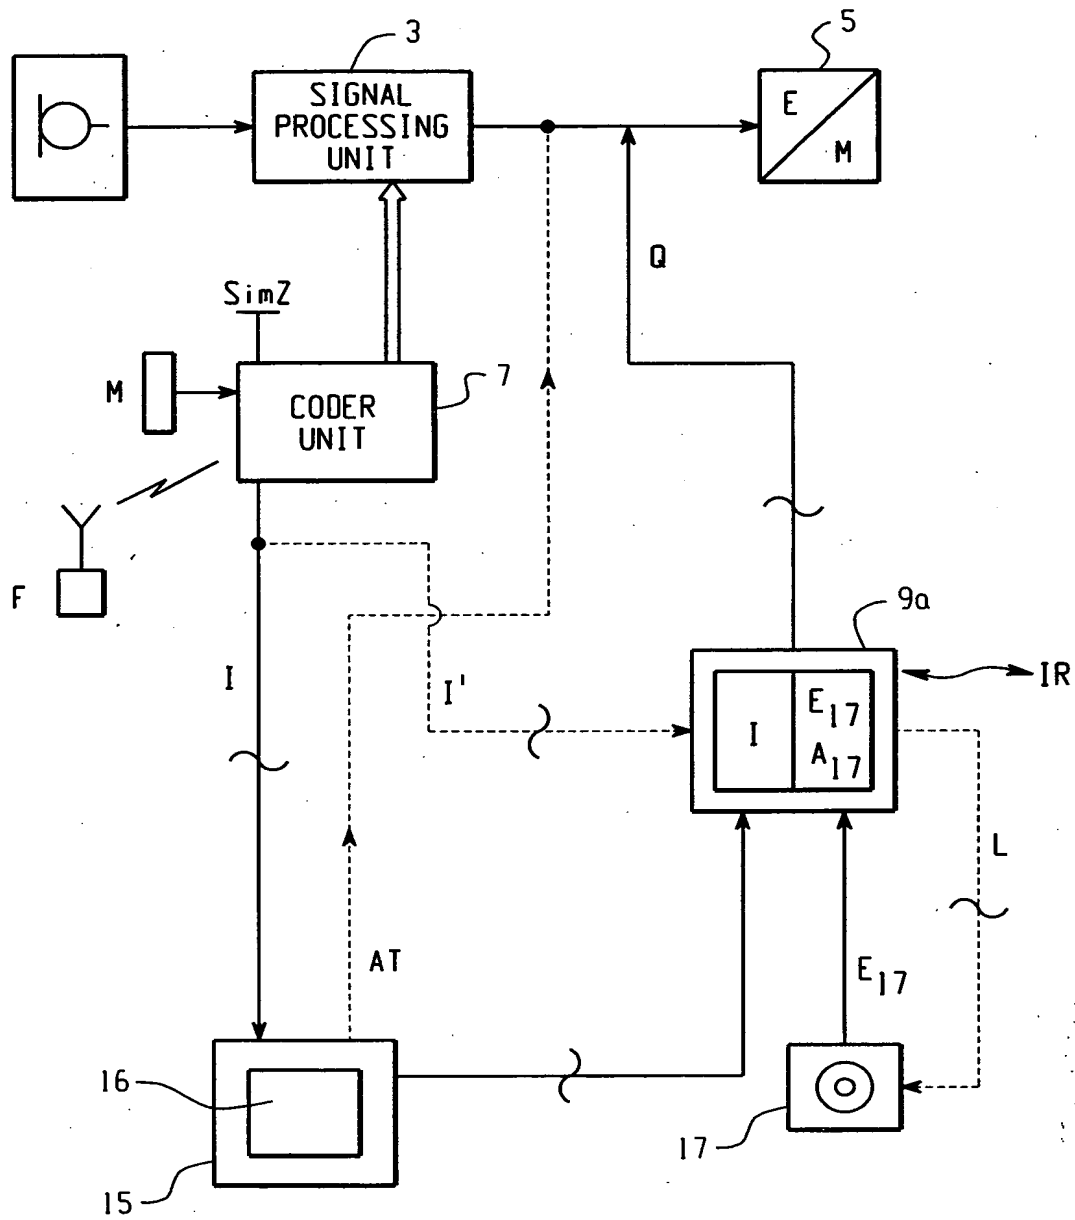 3
5
SIGNAL
PROCESSING
UNIT
E
M
Q
SimZ
M
7
CODER
UNIT
F
9a
I
I'
IR
I
E17
A17
L
AT
E17
16
17
15